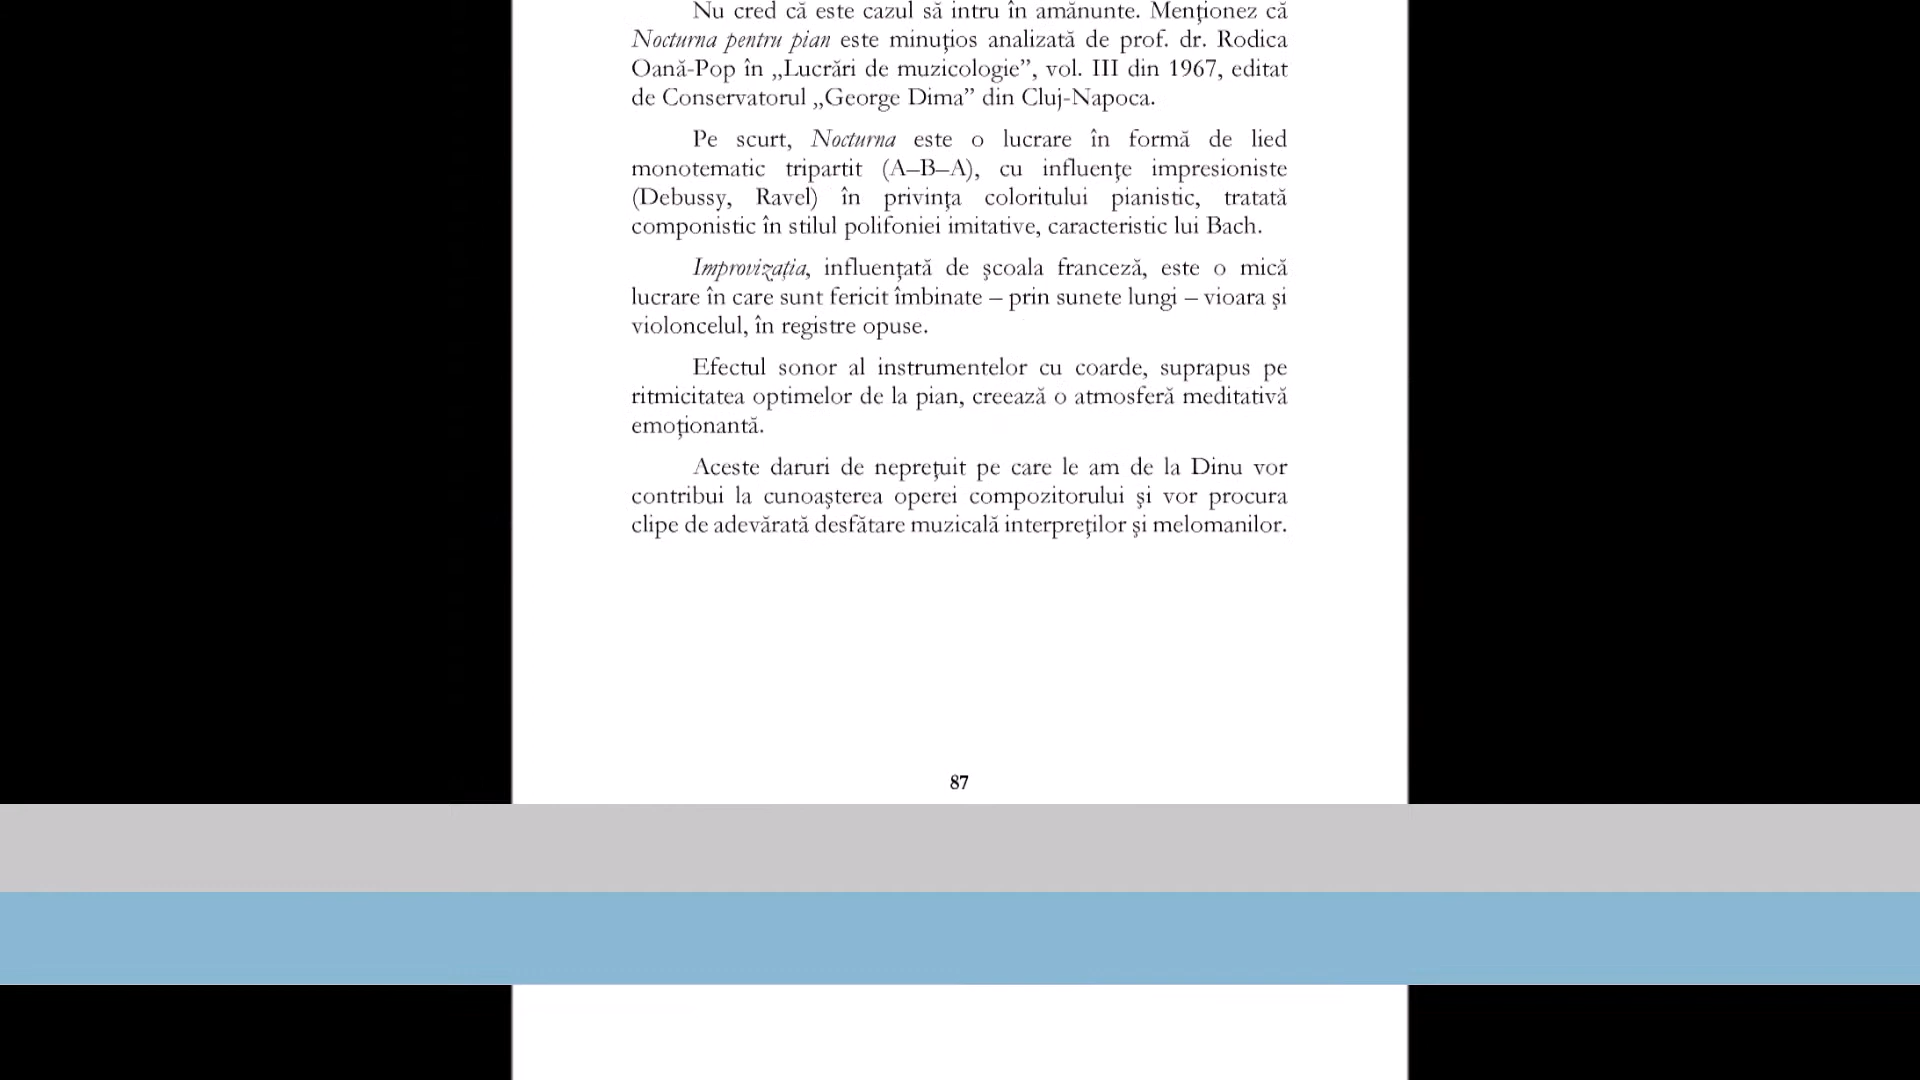 Nu cred că este cazul să intru în amănunte. Menţionez că
Nocturna pentru pian este minuţios analizată de prof. dr. Rodica
Oană-Pop în „Lucrări de muzicologie”, vol. III din 1967, editat
de Conservatorul „George Dima” din Cluj-Napoca.
Pe scurt, Nocturna este o lucrare în formă de lied
monotematic tripartit (A–B–A), cu influenţe impresioniste
(Debussy, Ravel) în privinţa coloritului pianistic, tratată
componistic în stilul polifoniei imitative, caracteristic lui Bach.
Improvizaţia, influenţată de şcoala franceză, este o mică
lucrare în care sunt fericit îmbinate – prin sunete lungi – vioara şi
violoncelul, în registre opuse.
Efectul sonor al instrumentelor cu coarde, suprapus pe
ritmicitatea optimelor de la pian, creează o atmosferă meditativă
emoţionantă.
Aceste daruri de nepreţuit pe care le am de la Dinu vor
contribui la cunoaşterea operei compozitorului şi vor procura
clipe de adevărată desfătare muzicală interpreţilor şi melomanilor.
87